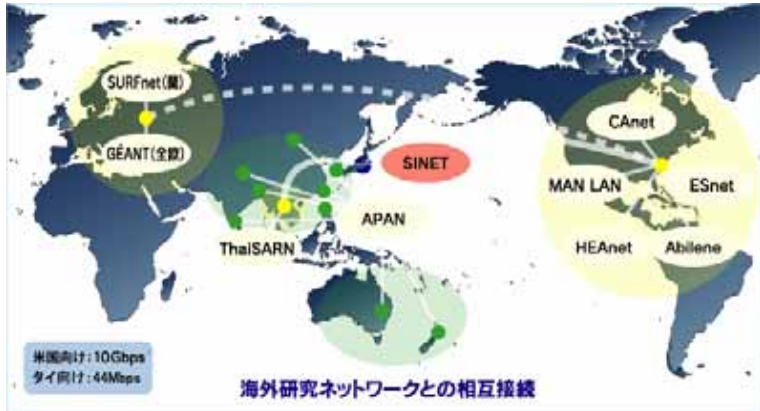 SURFnet(蘭)
GÉANT(全欧)
SINET
APAN
ThaiSARN
CAnet
MAN LAN
ESnet
HEAnet
Abilene
米国向け:10Gbps
タイ向け:44Mbps
海外研究ネットワークとの相互接続